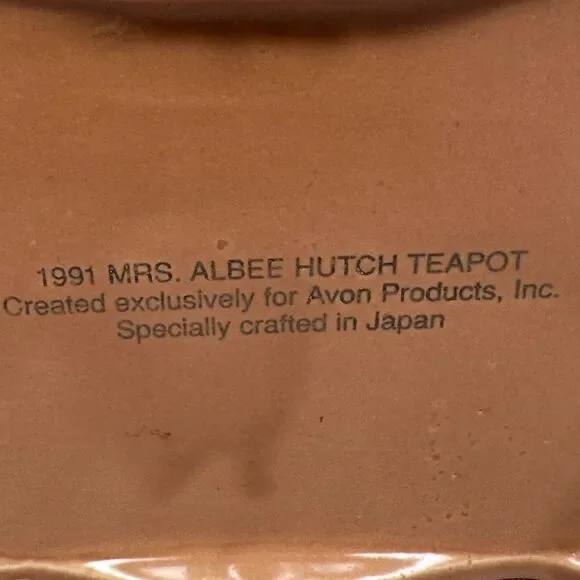 1991 MRS. ALBEE HUTCH TEAPOT
Created exclusively for Avon Products, Inc.
Specially crafted in Japan